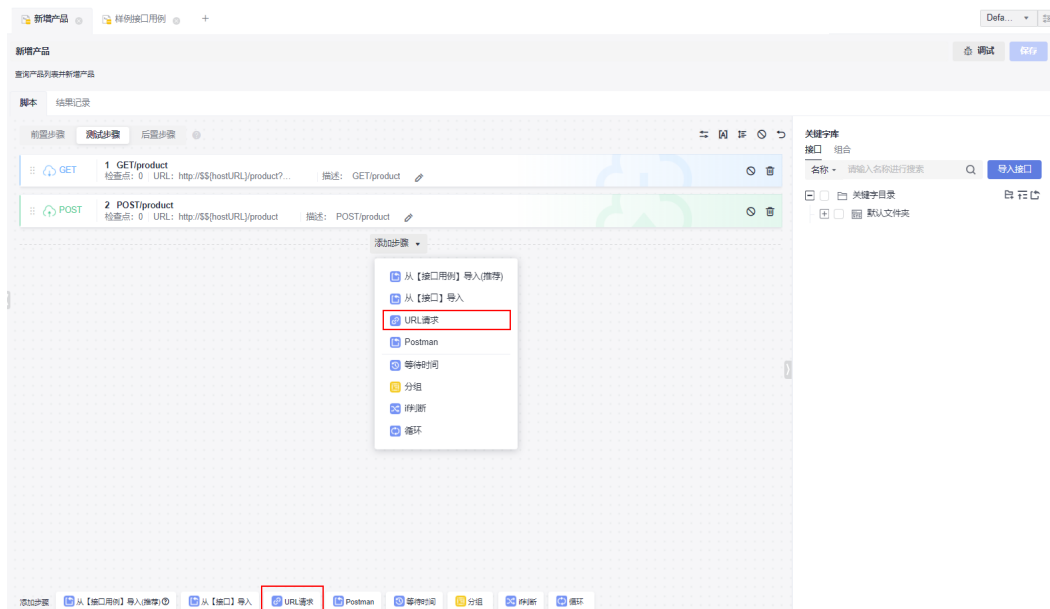 新增产品 样例接口用例 + Defa...
新增产品 调试 保存
查询产品列表并新增产品
脚本 结果记录
前置步骤 测试步骤 后置步骤
GET 1 GET/product
检查点: 0 URL: http://$${hostURL}/product?... 描述: GET/product
POST 2 POST/product
检查点: 0 URL: http://$${hostURL}/product 描述: POST/product
添加步骤
从【接口用例】导入(推荐)
从【接口】导入
URL请求
Postman
等待时间
分组
if判断
循环
关键字库
接口 组合
名称 请输入名称进行搜索 导入接口
关键字目录
默认文件夹
添加步骤 从【接口用例】导入(推荐) 从【接口】导入 URL请求 Postman 等待时间 分组 if判断 循环